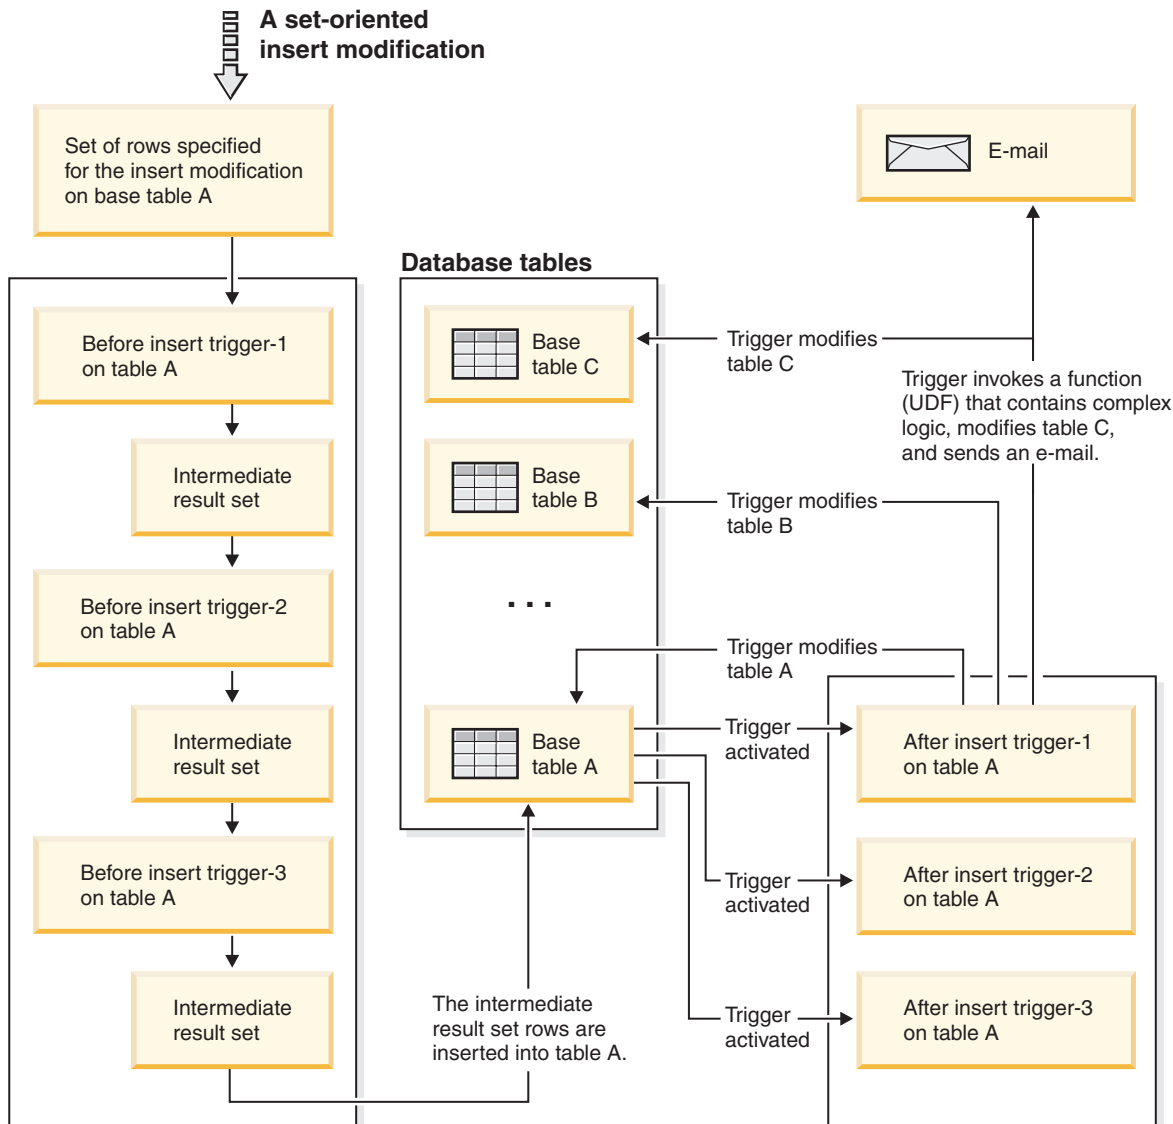 A set-oriented
insert modification
Set of rows specified
for the insert modification
on base table A
E-mail
Database tables
Before insert trigger-1
on table A
Intermediate
result set
Before insert trigger-2
on table A
Intermediate
result set
Before insert trigger-3
on table A
Intermediate
result set
Base
table C
Base
table B
. . .
Base
table A
The intermediate
result set rows are
inserted into table A.
Trigger modifies
table C
Trigger invokes a function
(UDF) that contains complex
logic, modifies table C,
and sends an e-mail.
Trigger modifies
table B
Trigger modifies
table A
Trigger
activated
Trigger
activated
Trigger
activated
After insert trigger-1
on table A
After insert trigger-2
on table A
After insert trigger-3
on table A